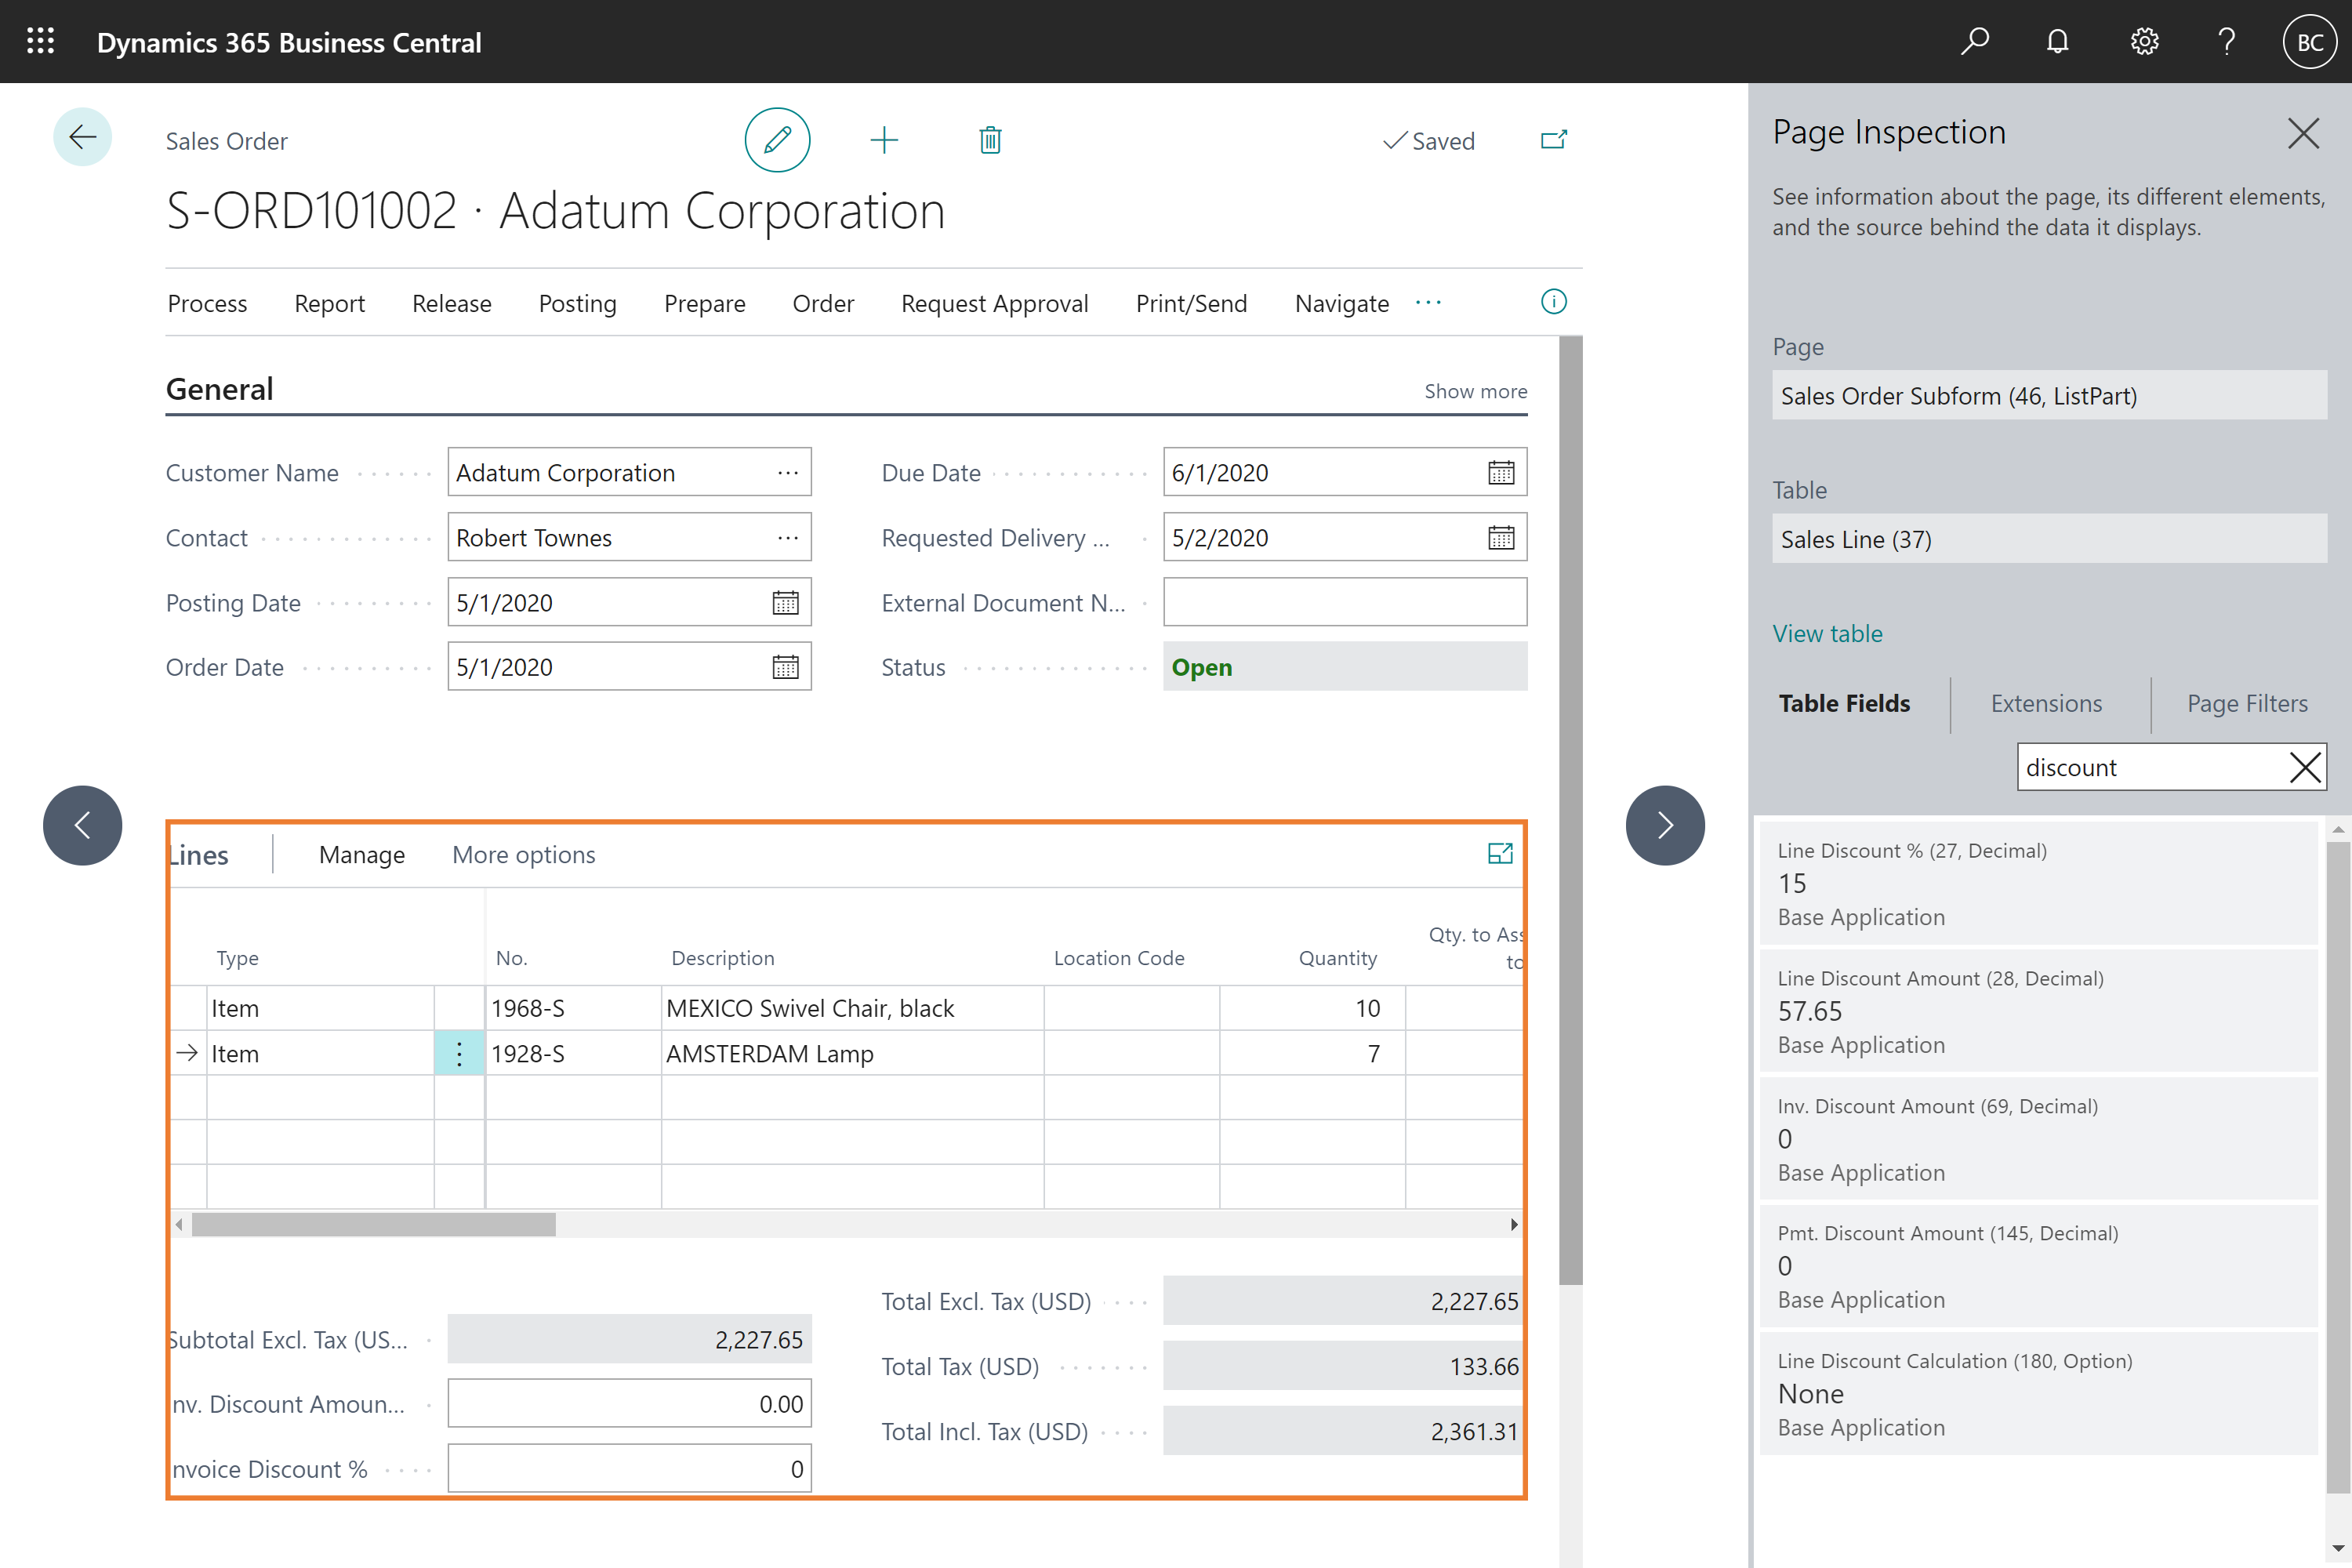 Dynamics 365 Business Central
BC
Sales Order
Saved
S-ORD101002 · Adatum Corporation
Process Report Release Posting Prepare Order Request Approval Print/Send Navigate ···
General
Show more
Customer Name
Adatum Corporation
Due Date
6/1/2020
Contact
Robert Townes
Requested Delivery ...
5/2/2020
Posting Date
5/1/2020
External Document N...
Order Date
5/1/2020
Status
Open
Lines
Manage
More options
Type No. Description Location Code Quantity Qty. to Ass
to
Item 1968-S MEXICO Swivel Chair, black 10
Item 1928-S AMSTERDAM Lamp 7
Subtotal Excl. Tax (US...
2,227.65
nv. Discount Amoun...
0.00
nvoice Discount %
0
Total Excl. Tax (USD)
2,227.65
Total Tax (USD)
133.66
Total Incl. Tax (USD)
2,361.31
Page Inspection
See information about the page, its different elements,
and the source behind the data it displays.
Page
Sales Order Subform (46, ListPart)
Table
Sales Line (37)
View table
Table Fields Extensions Page Filters
discount
Line Discount % (27, Decimal)
15
Base Application
Line Discount Amount (28, Decimal)
57.65
Base Application
Inv. Discount Amount (69, Decimal)
0
Base Application
Pmt. Discount Amount (145, Decimal)
0
Base Application
Line Discount Calculation (180, Option)
None
Base Application